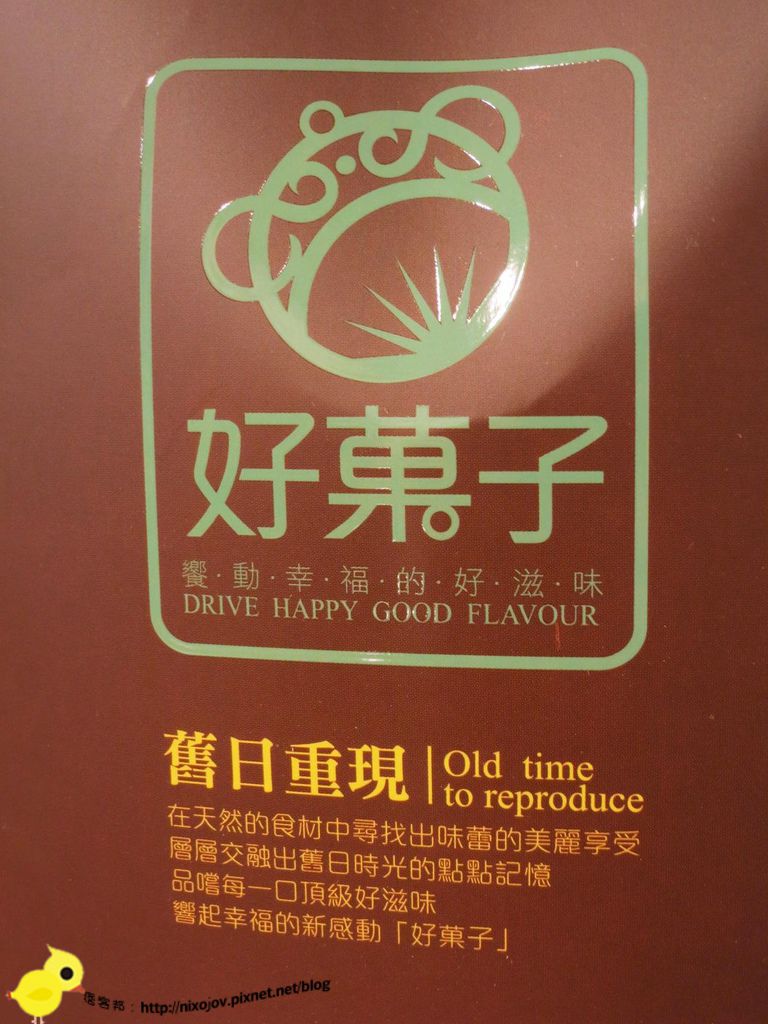 好菓子
饗·動·幸·福·的·好·滋·味
DRIVE HAPPY GOOD FLAVOUR
舊日重現 | Old time to reproduce
在天然的食材中尋找出味蕾的美麗享受
層層交融出舊日時光的點點記憶
品嚐每一口頂級好滋味
響起幸福的新感動「好菓子」
痞客邦：http://nixojov.pixnet.net/blog